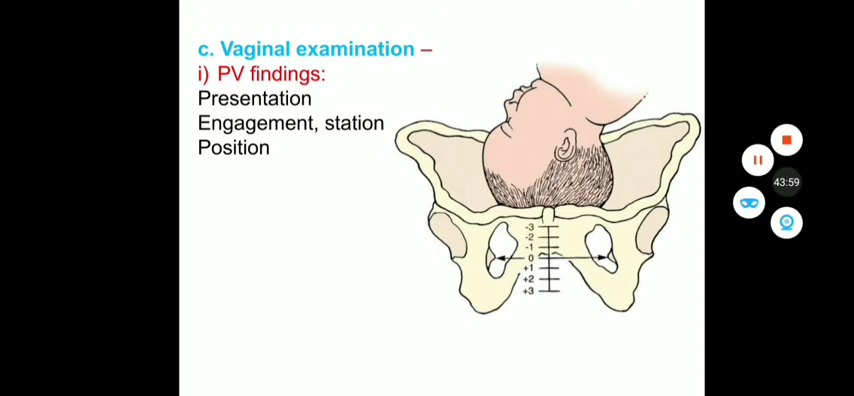 c. Vaginal examination –
i) PV findings:
Presentation
Engagement, station
Position
-3
-2
-1
0
+1
+2
+3
43:59